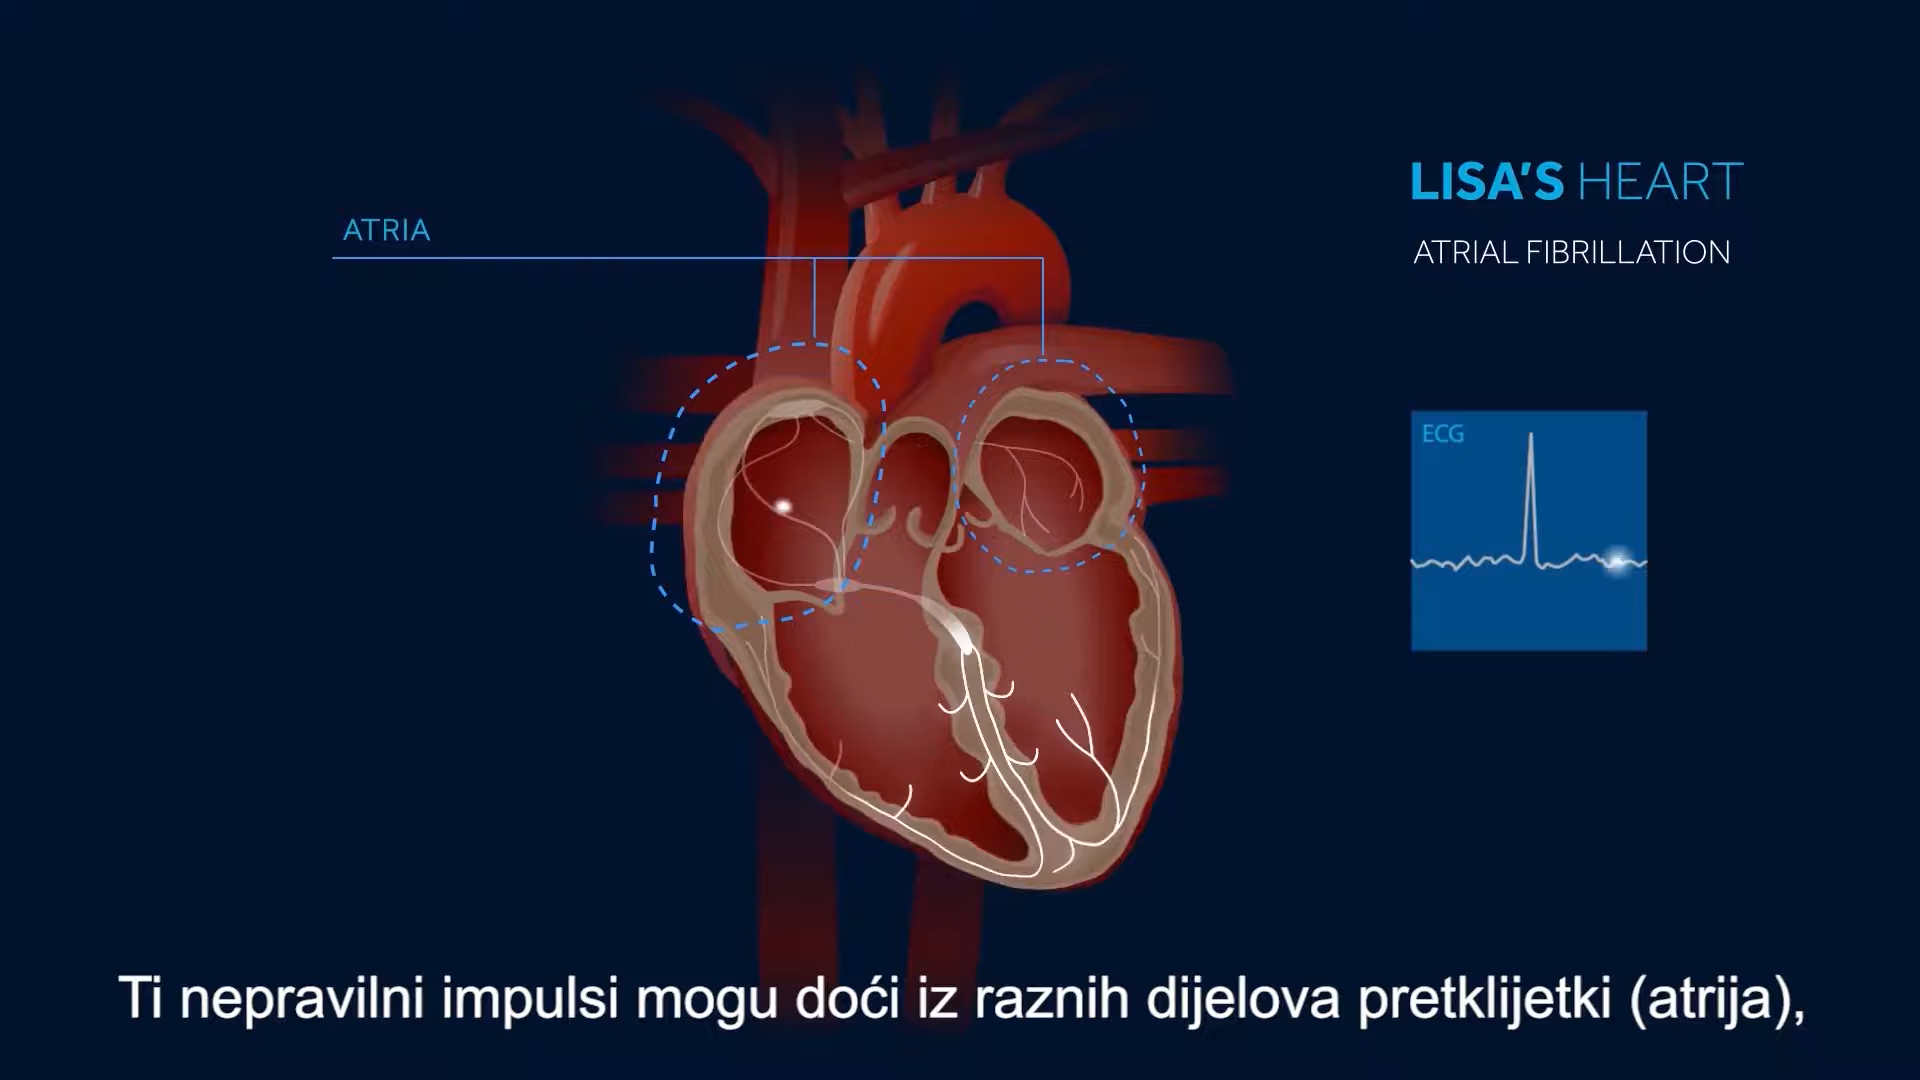 LISA'S HEART
ATRIAL FIBRILLATION
ATRIA
ECG
Ti nepravilni impulsi mogu doći iz raznih dijelova pretklijetki (atrija),